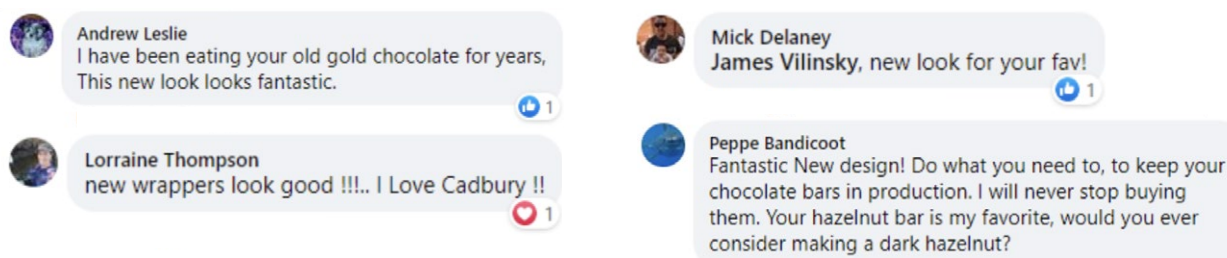 Andrew Leslie
I have been eating your old gold chocolate for years,
This new look looks fantastic.
1
Lorraine Thompson
new wrappers look good !!!.. I Love Cadbury !!
1
Mick Delaney
James Vilinsky, new look for your fav!
1
Peppe Bandicoot
Fantastic New design! Do what you need to, to keep your
chocolate bars in production. I will never stop buying
them. Your hazelnut bar is my favorite, would you ever
consider making a dark hazelnut?